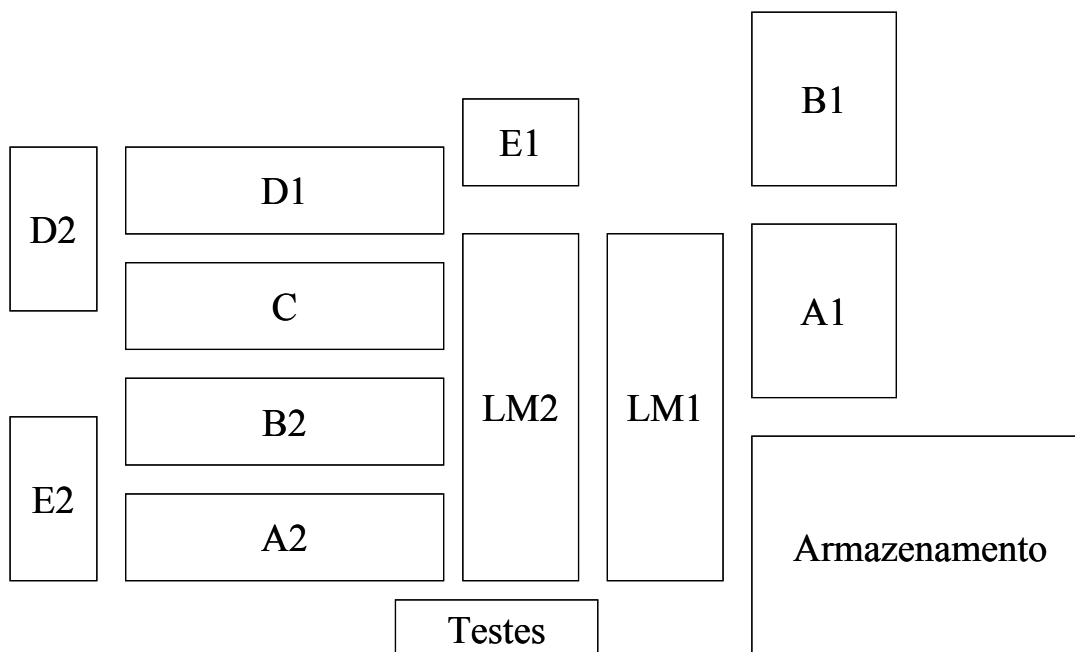 B1
E1
D1
D2
C
A1
B2
LM2
LM1
E2
A2
Armazenamento
Testes